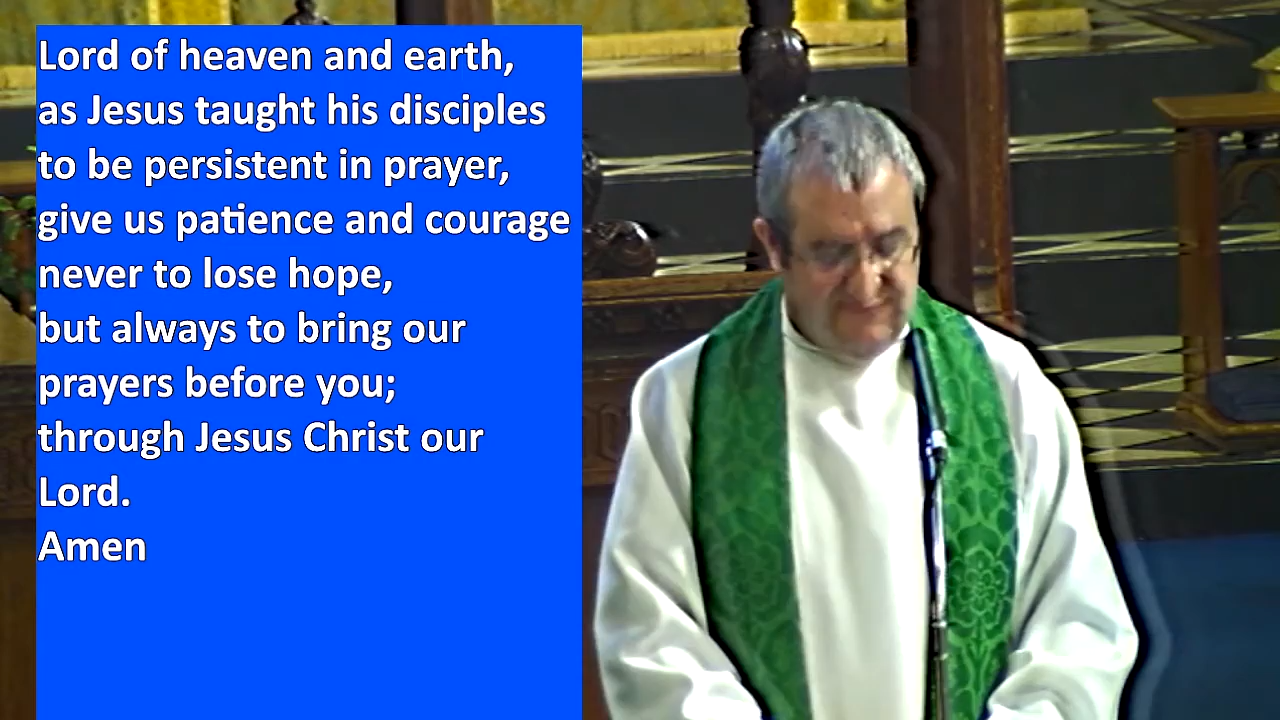 Lord of heaven and earth,
as Jesus taught his disciples
to be persistent in prayer,
give us patience and courage
never to lose hope,
but always to bring our
prayers before you;
through Jesus Christ our
Lord.
Amen